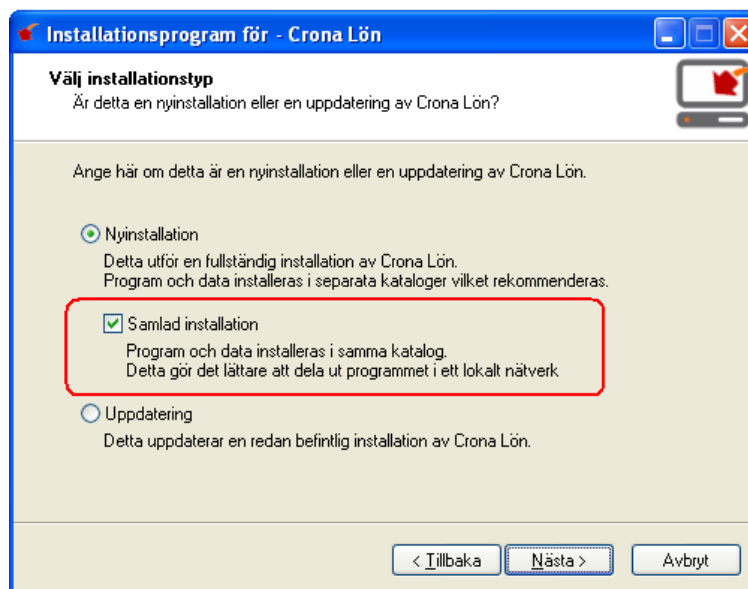 Installationsprogram för - Crona Lön
Välj installationstyp
Är detta en nyinstallation eller en uppdatering av Crona Lön?
Ange här om detta är en nyinstallation eller en uppdatering av Crona Lön.
Nyinstallation
Detta utför en fullständig installation av Crona Lön.
Program och data installeras i separata kataloger vilket rekommenderas.
Samlad installation
Program och data installeras i samma katalog.
Detta gör det lättare att dela ut programmet i ett lokalt nätverk
Uppdatering
Detta uppdaterar en redan befintlig installation av Crona Lön.
< Tillbaka Nästa > Avbryt